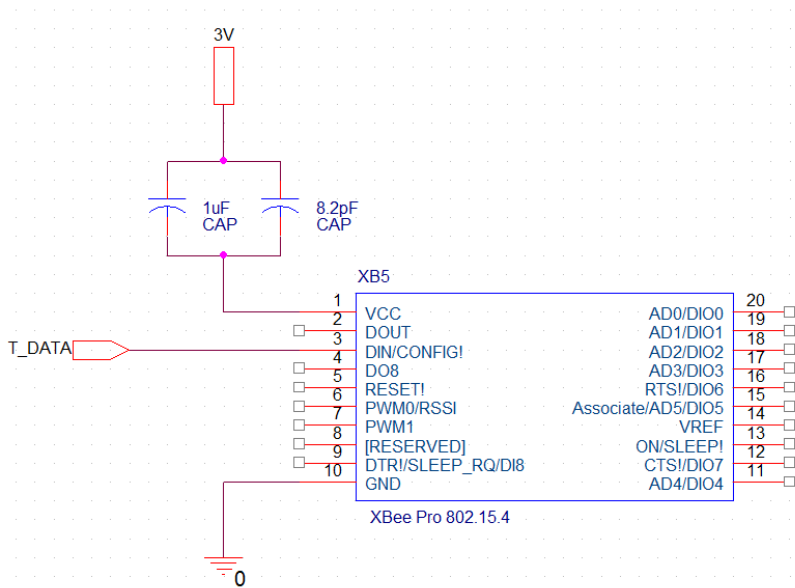 3V
1uF
CAP
8.2pF
CAP
XB5
1 VCC AD0/DIO0 20
2 DOUT AD1/DIO1 19
T_DATA 3 DIN/CONFIG! AD2/DIO2 18
4 DO8 AD3/DIO3 17
5 RESET! RTS!/DIO6 16
6 PWM0/RSSI Associate/AD5/DIO5 15
7 PWM1 VREF 14
8 [RESERVED] ON/SLEEP! 13
9 DTR!/SLEEP_RQ/DI8 CTS!/DIO7 12
10 GND AD4/DIO4 11
XBee Pro 802.15.4
0